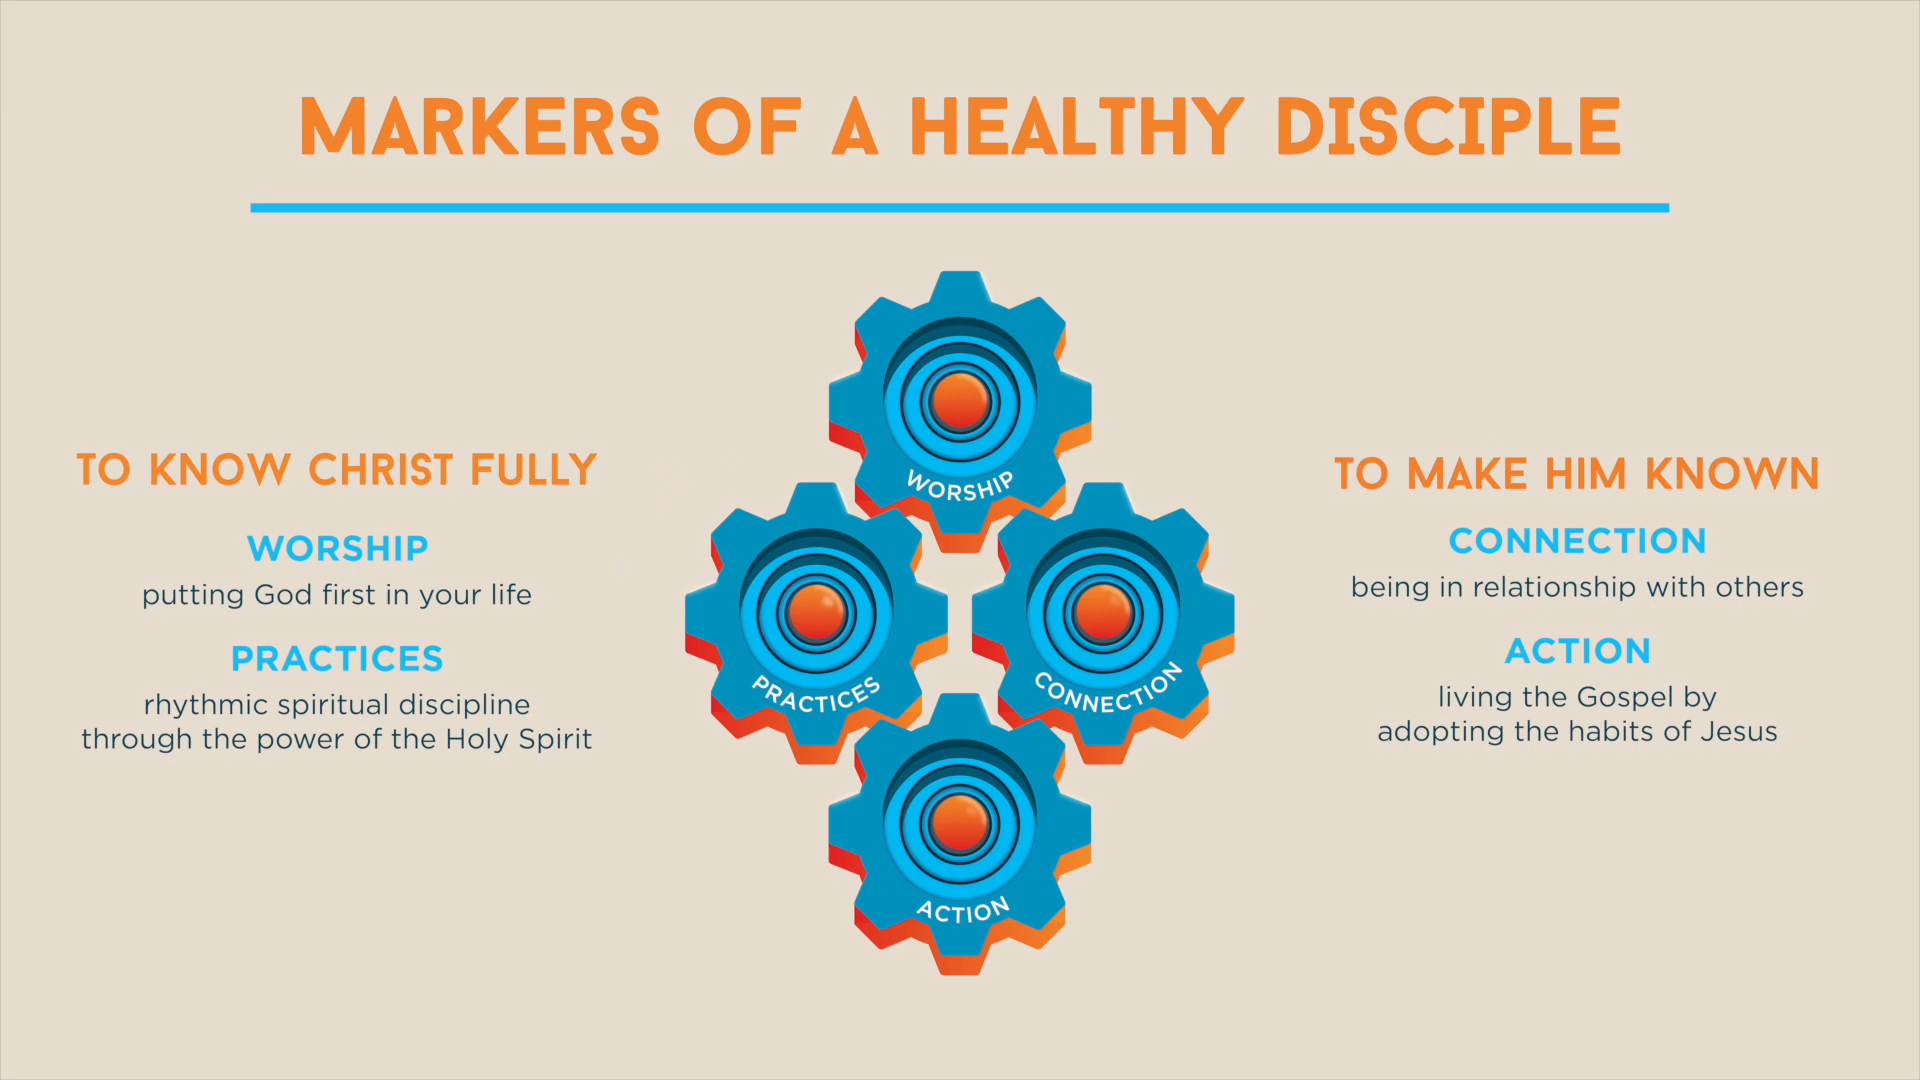 MARKERS OF A HEALTHY DISCIPLE
TO KNOW CHRIST FULLY
WORSHIP
putting God first in your life
PRACTICES
rhythmic spiritual discipline
through the power of the Holy Spirit
WORSHIP
PRACTICES
CONNECTION
ACTION
TO MAKE HIM KNOWN
CONNECTION
being in relationship with others
ACTION
living the Gospel by
adopting the habits of Jesus